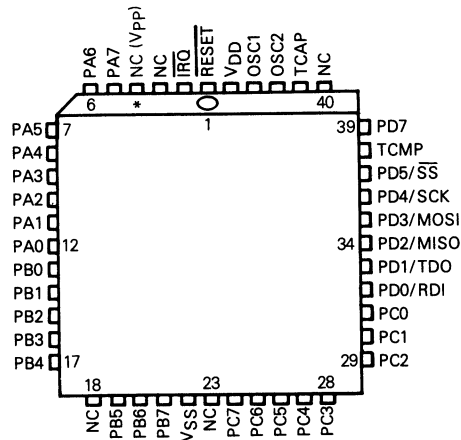 PA6
PA7
NC (VPP)
NC
IRQ
RESET
VDD
OSC1
OSC2
TCAP
NC
6
*
1
40
PA5
7
39
PD7
PA4
TCMP
PA3
PD5/SS
PA2
PD4/SCK
PA1
PD3/MOSI
PA0
12
34
PD2/MISO
PB0
PD1/TDO
PB1
PD0/RDI
PB2
PC0
PB3
PC1
PB4
17
29
PC2
18
23
28
NC
PB5
PB6
PB7
VSS
NC
PC7
PC6
PC5
PC4
PC3